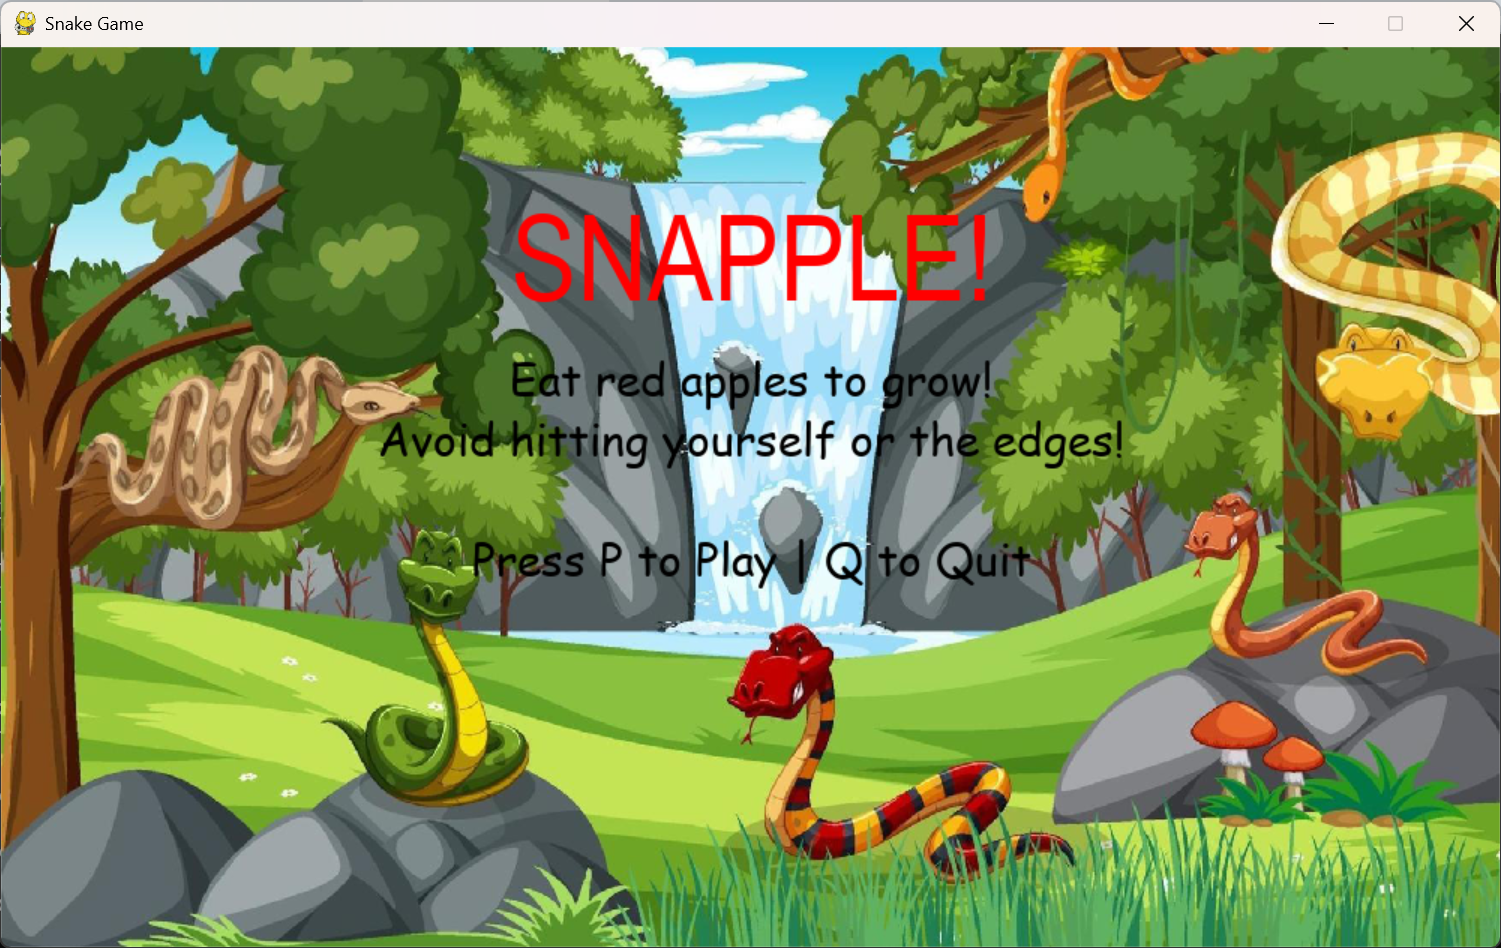 Snake Game
SNAPPLE!
Eat red apples to grow!
Avoid hitting yourself or the edges!
Press P to Play | Q to Quit